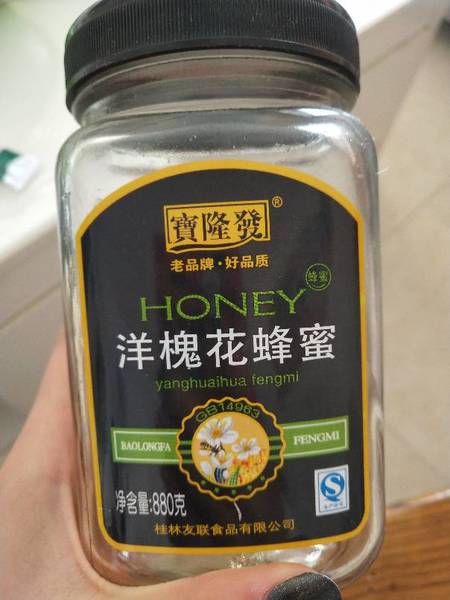 寶隆發®
老品牌·好品质
蜂蜜
HONEY
洋槐花蜂蜜
yanghuaihua fengmi
GB14963
BAOLONGFA
FENGMI
净含量:880克
桂林友联食品有限公司